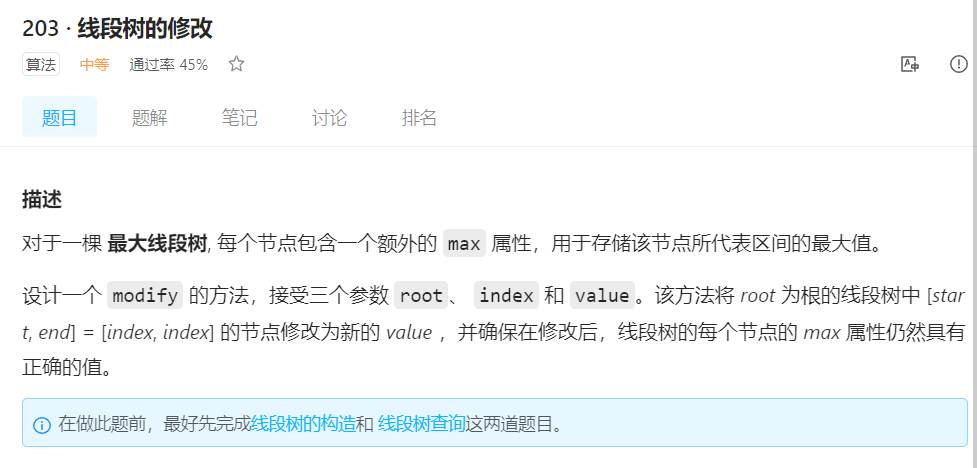 203 · 线段树的修改
算法 中等 通过率 45%
题目 题解 笔记 讨论 排名
描述
对于一棵 最大线段树, 每个节点包含一个额外的 max 属性，用于存储该节点所代表区间的最大值。
设计一个 modify 的方法，接受三个参数 root 、 index 和 value 。该方法将 root 为根的线段树中 [star
t, end] = [index, index] 的节点修改为新的 value ，并确保在修改后，线段树的每个节点的 max 属性仍然具有
正确的值。
在做此题前，最好先完成线段树的构造和 线段树查询这两道题目。